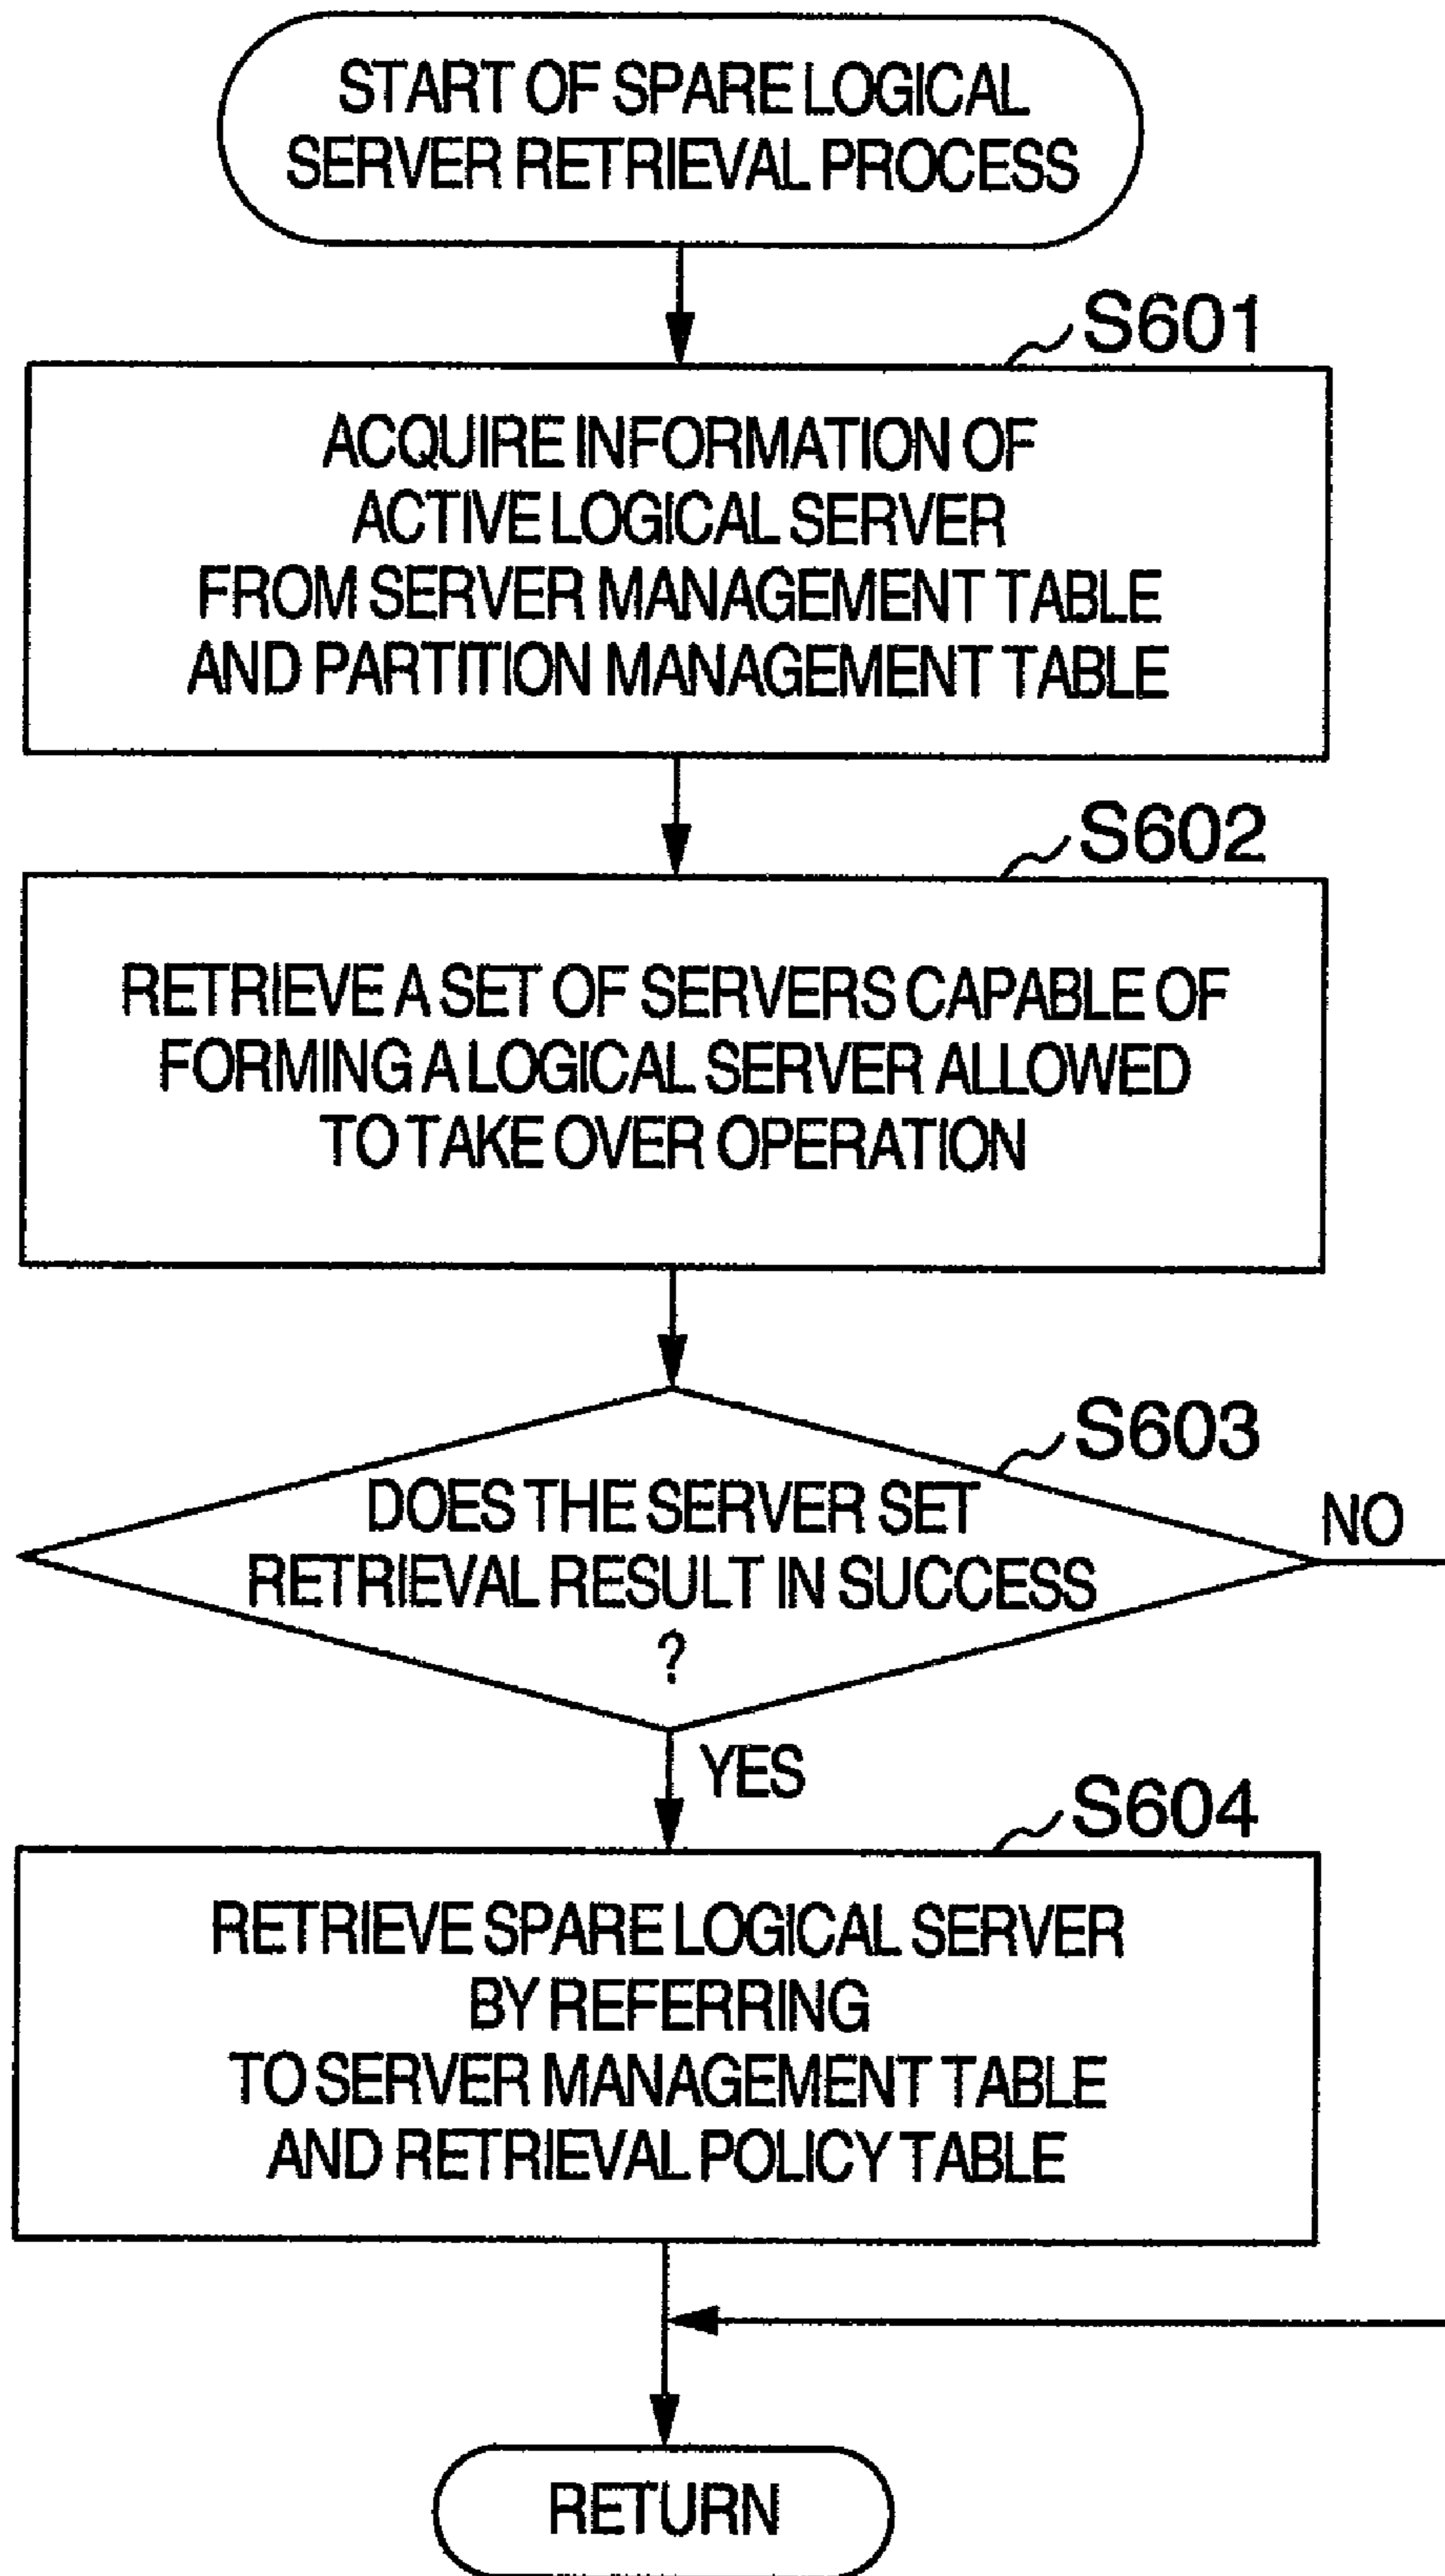 START OF SPARE LOGICAL
SERVER RETRIEVAL PROCESS
S601
ACQUIRE INFORMATION OF
ACTIVE LOGICAL SERVER
FROM SERVER MANAGEMENT TABLE
AND PARTITION MANAGEMENT TABLE
S602
RETRIEVE A SET OF SERVERS CAPABLE OF
FORMING A LOGICAL SERVER ALLOWED
TO TAKE OVER OPERATION
S603
DOES THE SERVER SET
RETRIEVAL RESULT IN SUCCESS
?
NO
YES
S604
RETRIEVE SPARE LOGICAL SERVER
BY REFERRING
TO SERVER MANAGEMENT TABLE
AND RETRIEVAL POLICY TABLE
RETURN